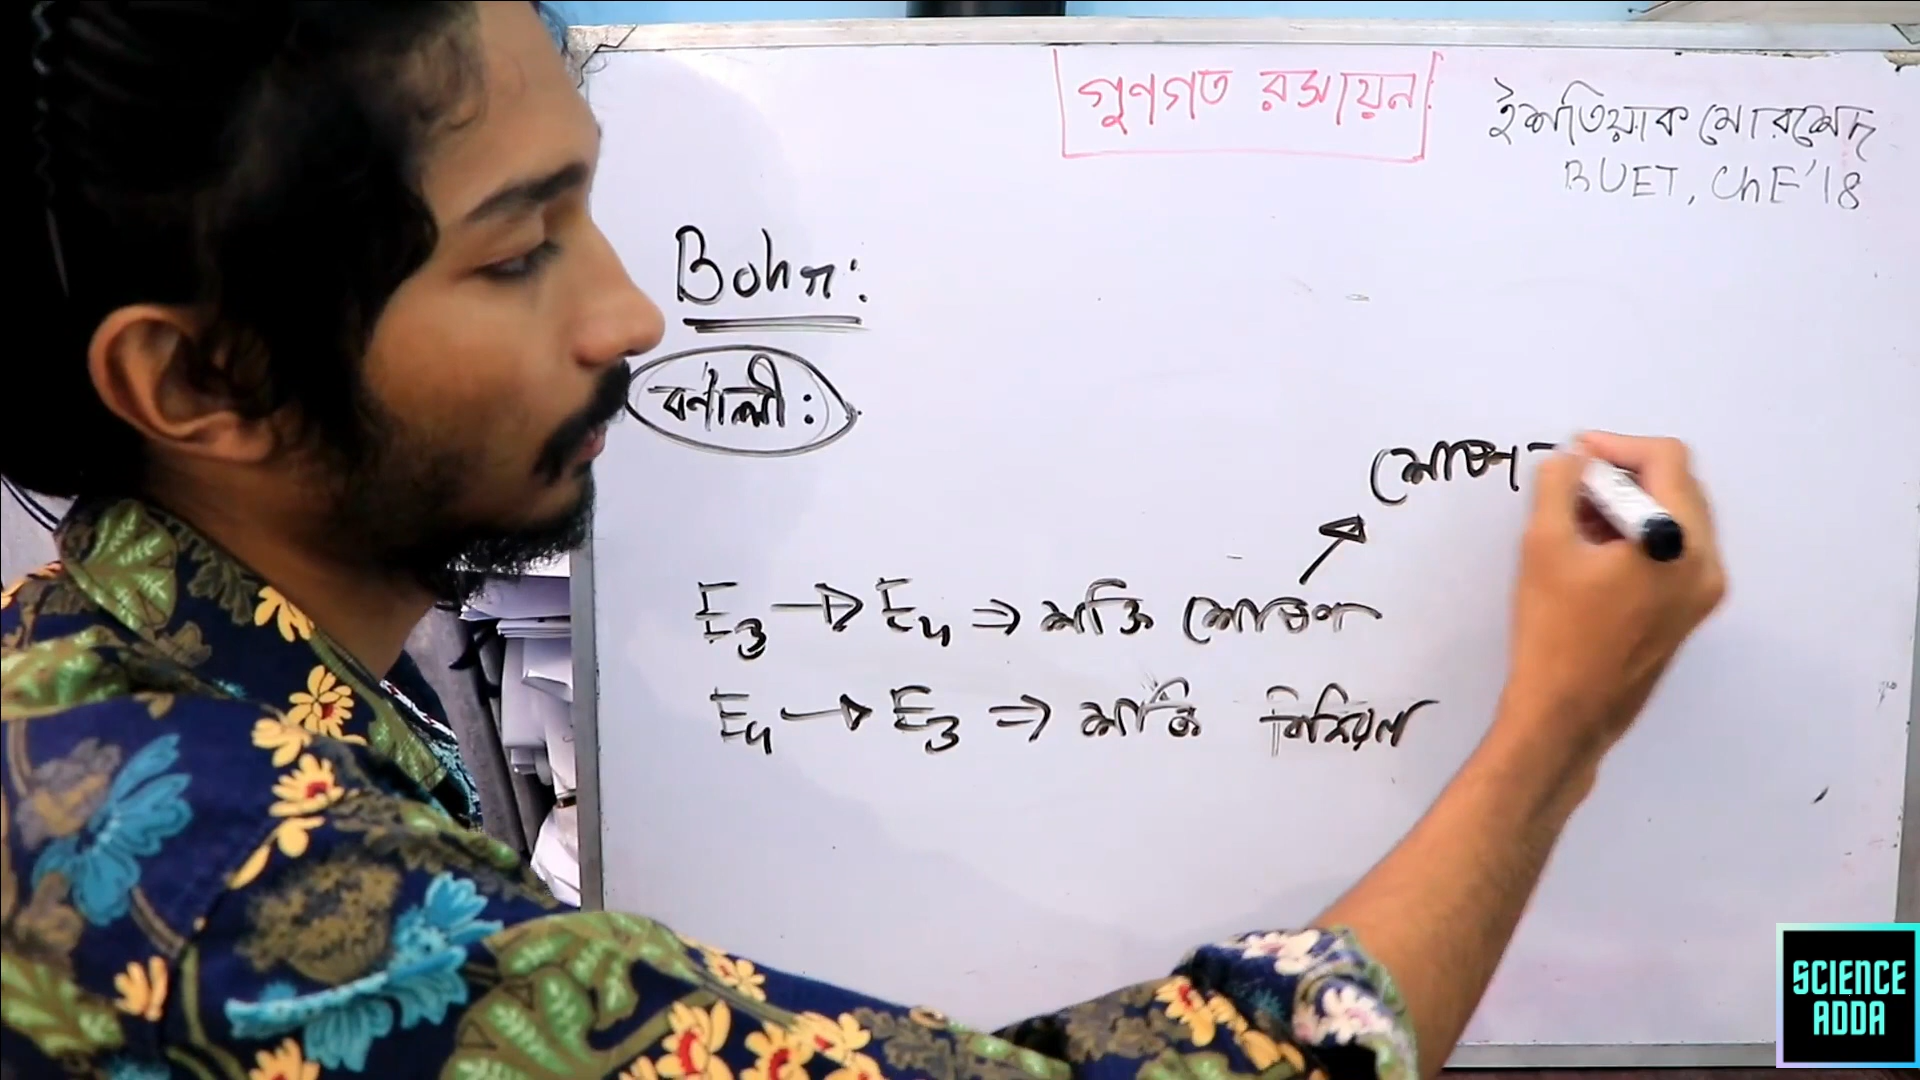 গুণগত রসায়ন
ইশতিয়াক মোরশেদ
BUET, ChE'18
Bohr:
বর্ণালী:
শোষণ
E3 → E4 ⇒ শক্তি শোষণ
E4 → E3 ⇒ শক্তি বিকিরণ
SCIENCE
ADDA